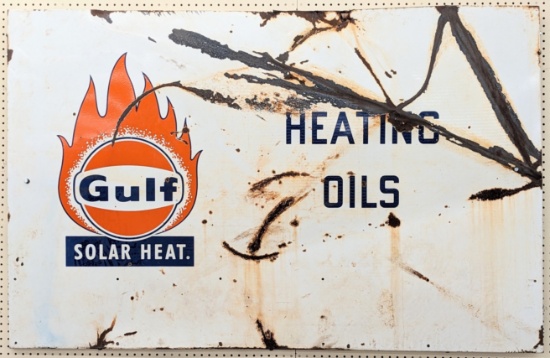 Gulf
SOLAR HEAT.
HEATING
OILS